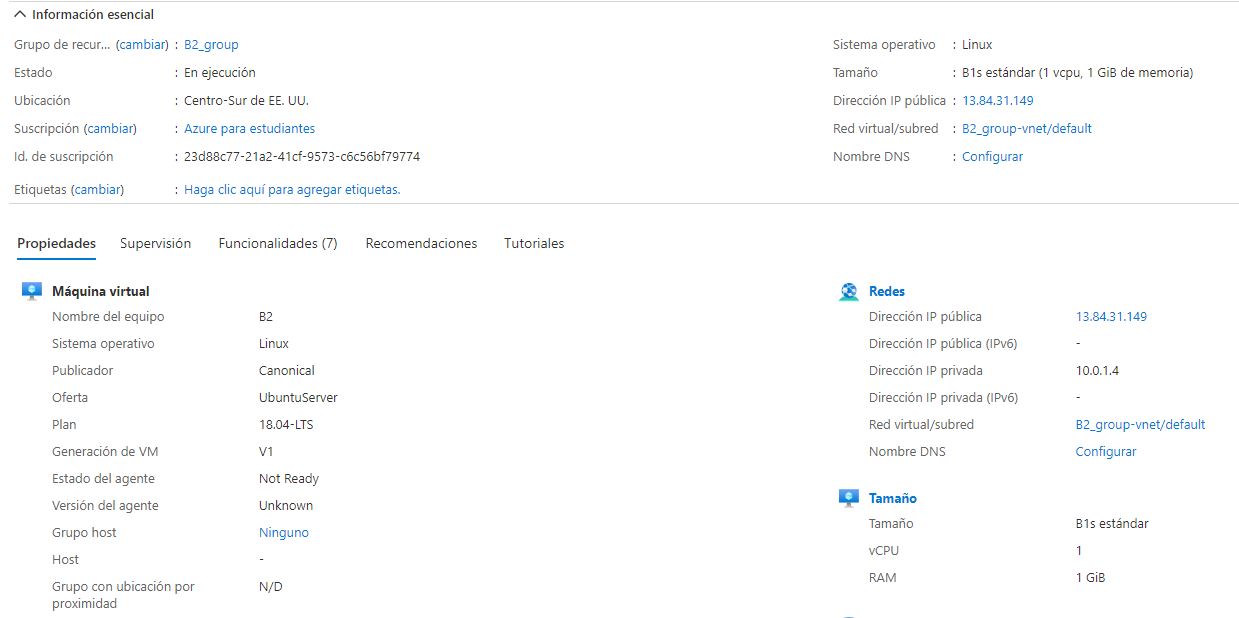 Información esencial
Grupo de recur... (cambiar) : B2_group
Estado : En ejecución
Ubicación : Centro-Sur de EE. UU.
Suscripción (cambiar) : Azure para estudiantes
Id. de suscripción : 23d88c77-21a2-41cf-9573-c6c56bf79774
Etiquetas (cambiar) : Haga clic aquí para agregar etiquetas.
Sistema operativo : Linux
Tamaño : B1s estándar (1 vcpu, 1 GiB de memoria)
Dirección IP pública : 13.84.31.149
Red virtual/subred : B2_group-vnet/default
Nombre DNS : Configurar
Propiedades Supervisión Funcionalidades (7) Recomendaciones Tutoriales
Máquina virtual
Nombre del equipo B2
Sistema operativo Linux
Publicador Canonical
Oferta UbuntuServer
Plan 18.04-LTS
Generación de VM V1
Estado del agente Not Ready
Versión del agente Unknown
Grupo host Ninguno
Host -
Grupo con ubicación por N/D
proximidad
Redes
Dirección IP pública 13.84.31.149
Dirección IP pública (IPv6) -
Dirección IP privada 10.0.1.4
Dirección IP privada (IPv6) -
Red virtual/subred B2_group-vnet/default
Nombre DNS Configurar
Tamaño
Tamaño B1s estándar
vCPU 1
RAM 1 GiB